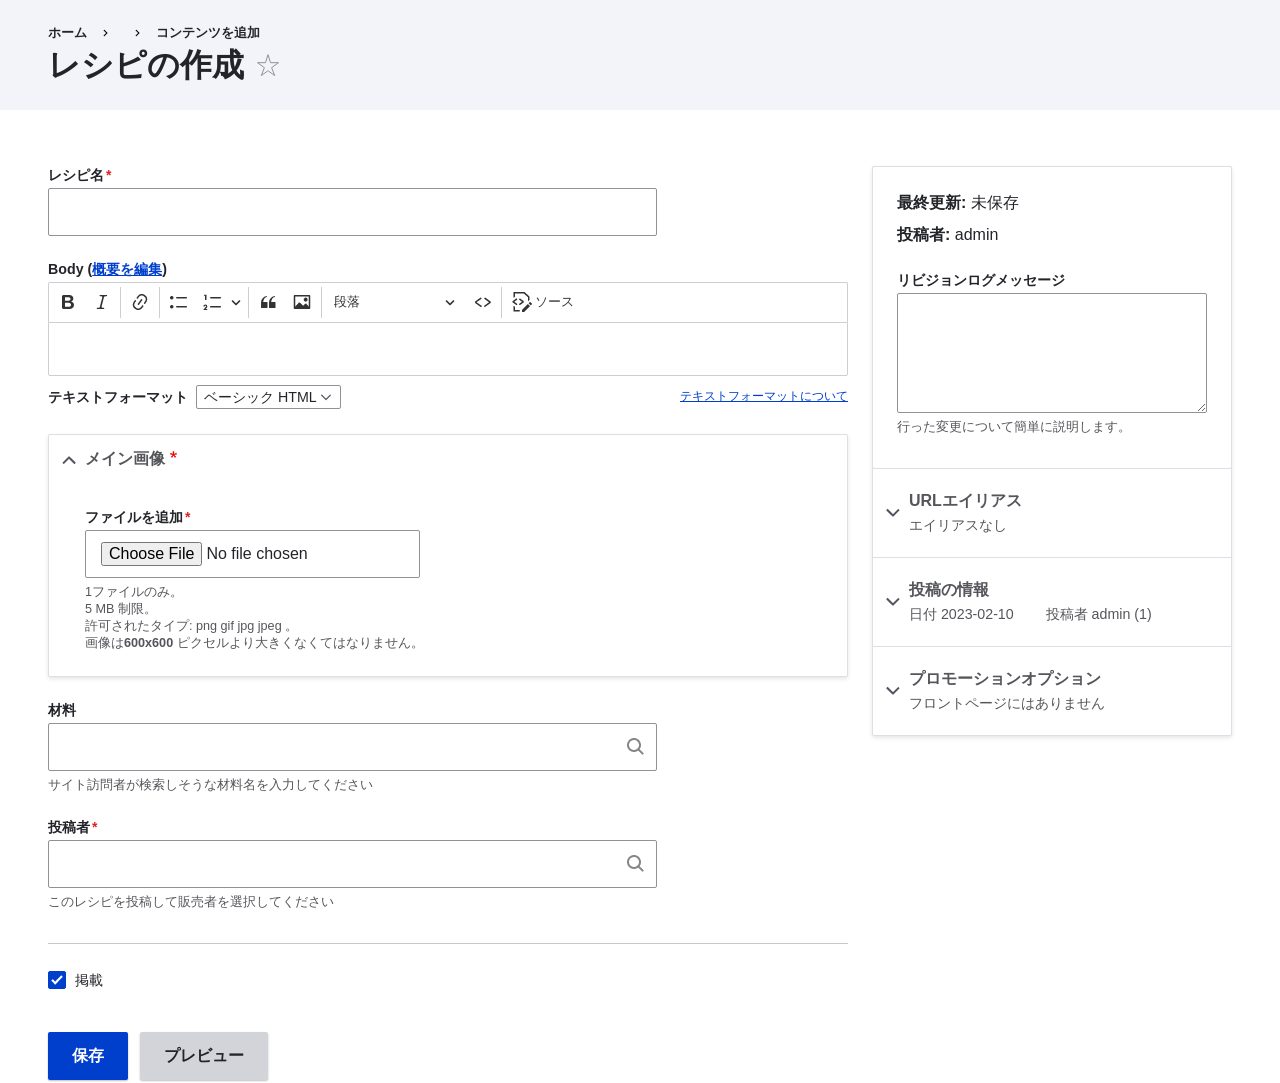 ホーム コンテンツを追加
レシピの作成
レシピ名*
Body (概要を編集)
段落 ソース
テキストフォーマット ベーシック HTML テキストフォーマットについて
メイン画像 *
ファイルを追加*
Choose File No file chosen
1ファイルのみ。
5 MB 制限。
許可されたタイプ: png gif jpg jpeg 。
画像は600x600 ピクセルより大きくなくてはなりません。
材料
サイト訪問者が検索しそうな材料名を入力してください
投稿者*
このレシピを投稿して販売者を選択してください
掲載
保存 プレビュー
最終更新: 未保存
投稿者: admin
リビジョンログメッセージ
行った変更について簡単に説明します。
URLエイリアス
エイリアスなし
投稿の情報
日付 2023-02-10 投稿者 admin (1)
プロモーションオプション
フロントページにはありません